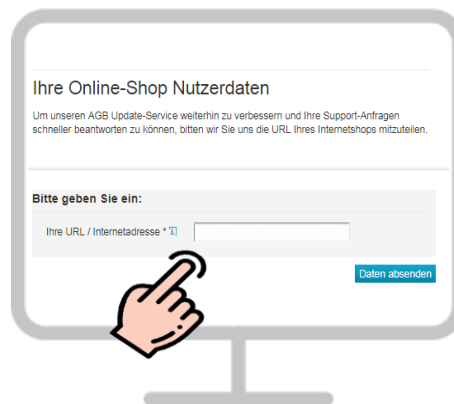 Ihre Online-Shop Nutzerdaten
Um unseren AGB Update-Service weiterhin zu verbessern und Ihre Support-Anfragen
schneller beantworten zu können, bitten wir Sie uns die URL Ihres Internetshops mitzuteilen.
Bitte geben Sie ein:
Ihre URL / Internetadresse *
Daten absenden